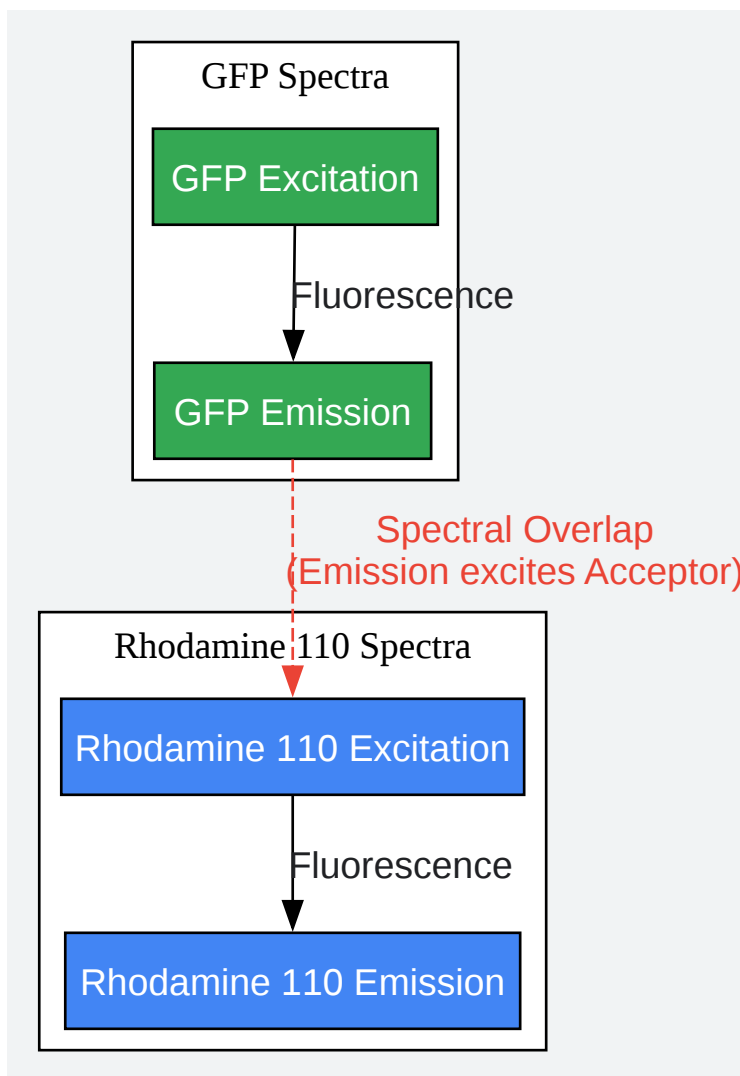 GFP Spectra
GFP Excitation
Fluorescence
GFP Emission
Spectral Overlap
(Emission excites Acceptor)
Rhodamine 110 Spectra
Rhodamine 110 Excitation
Fluorescence
Rhodamine 110 Emission